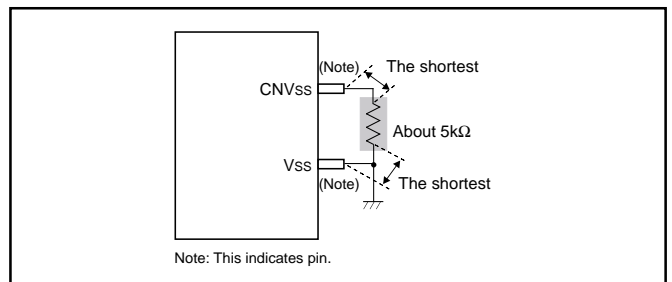 (Note)
The shortest
CNVSS
About 5kΩ
VSS
(Note)
The shortest
Note: This indicates pin.